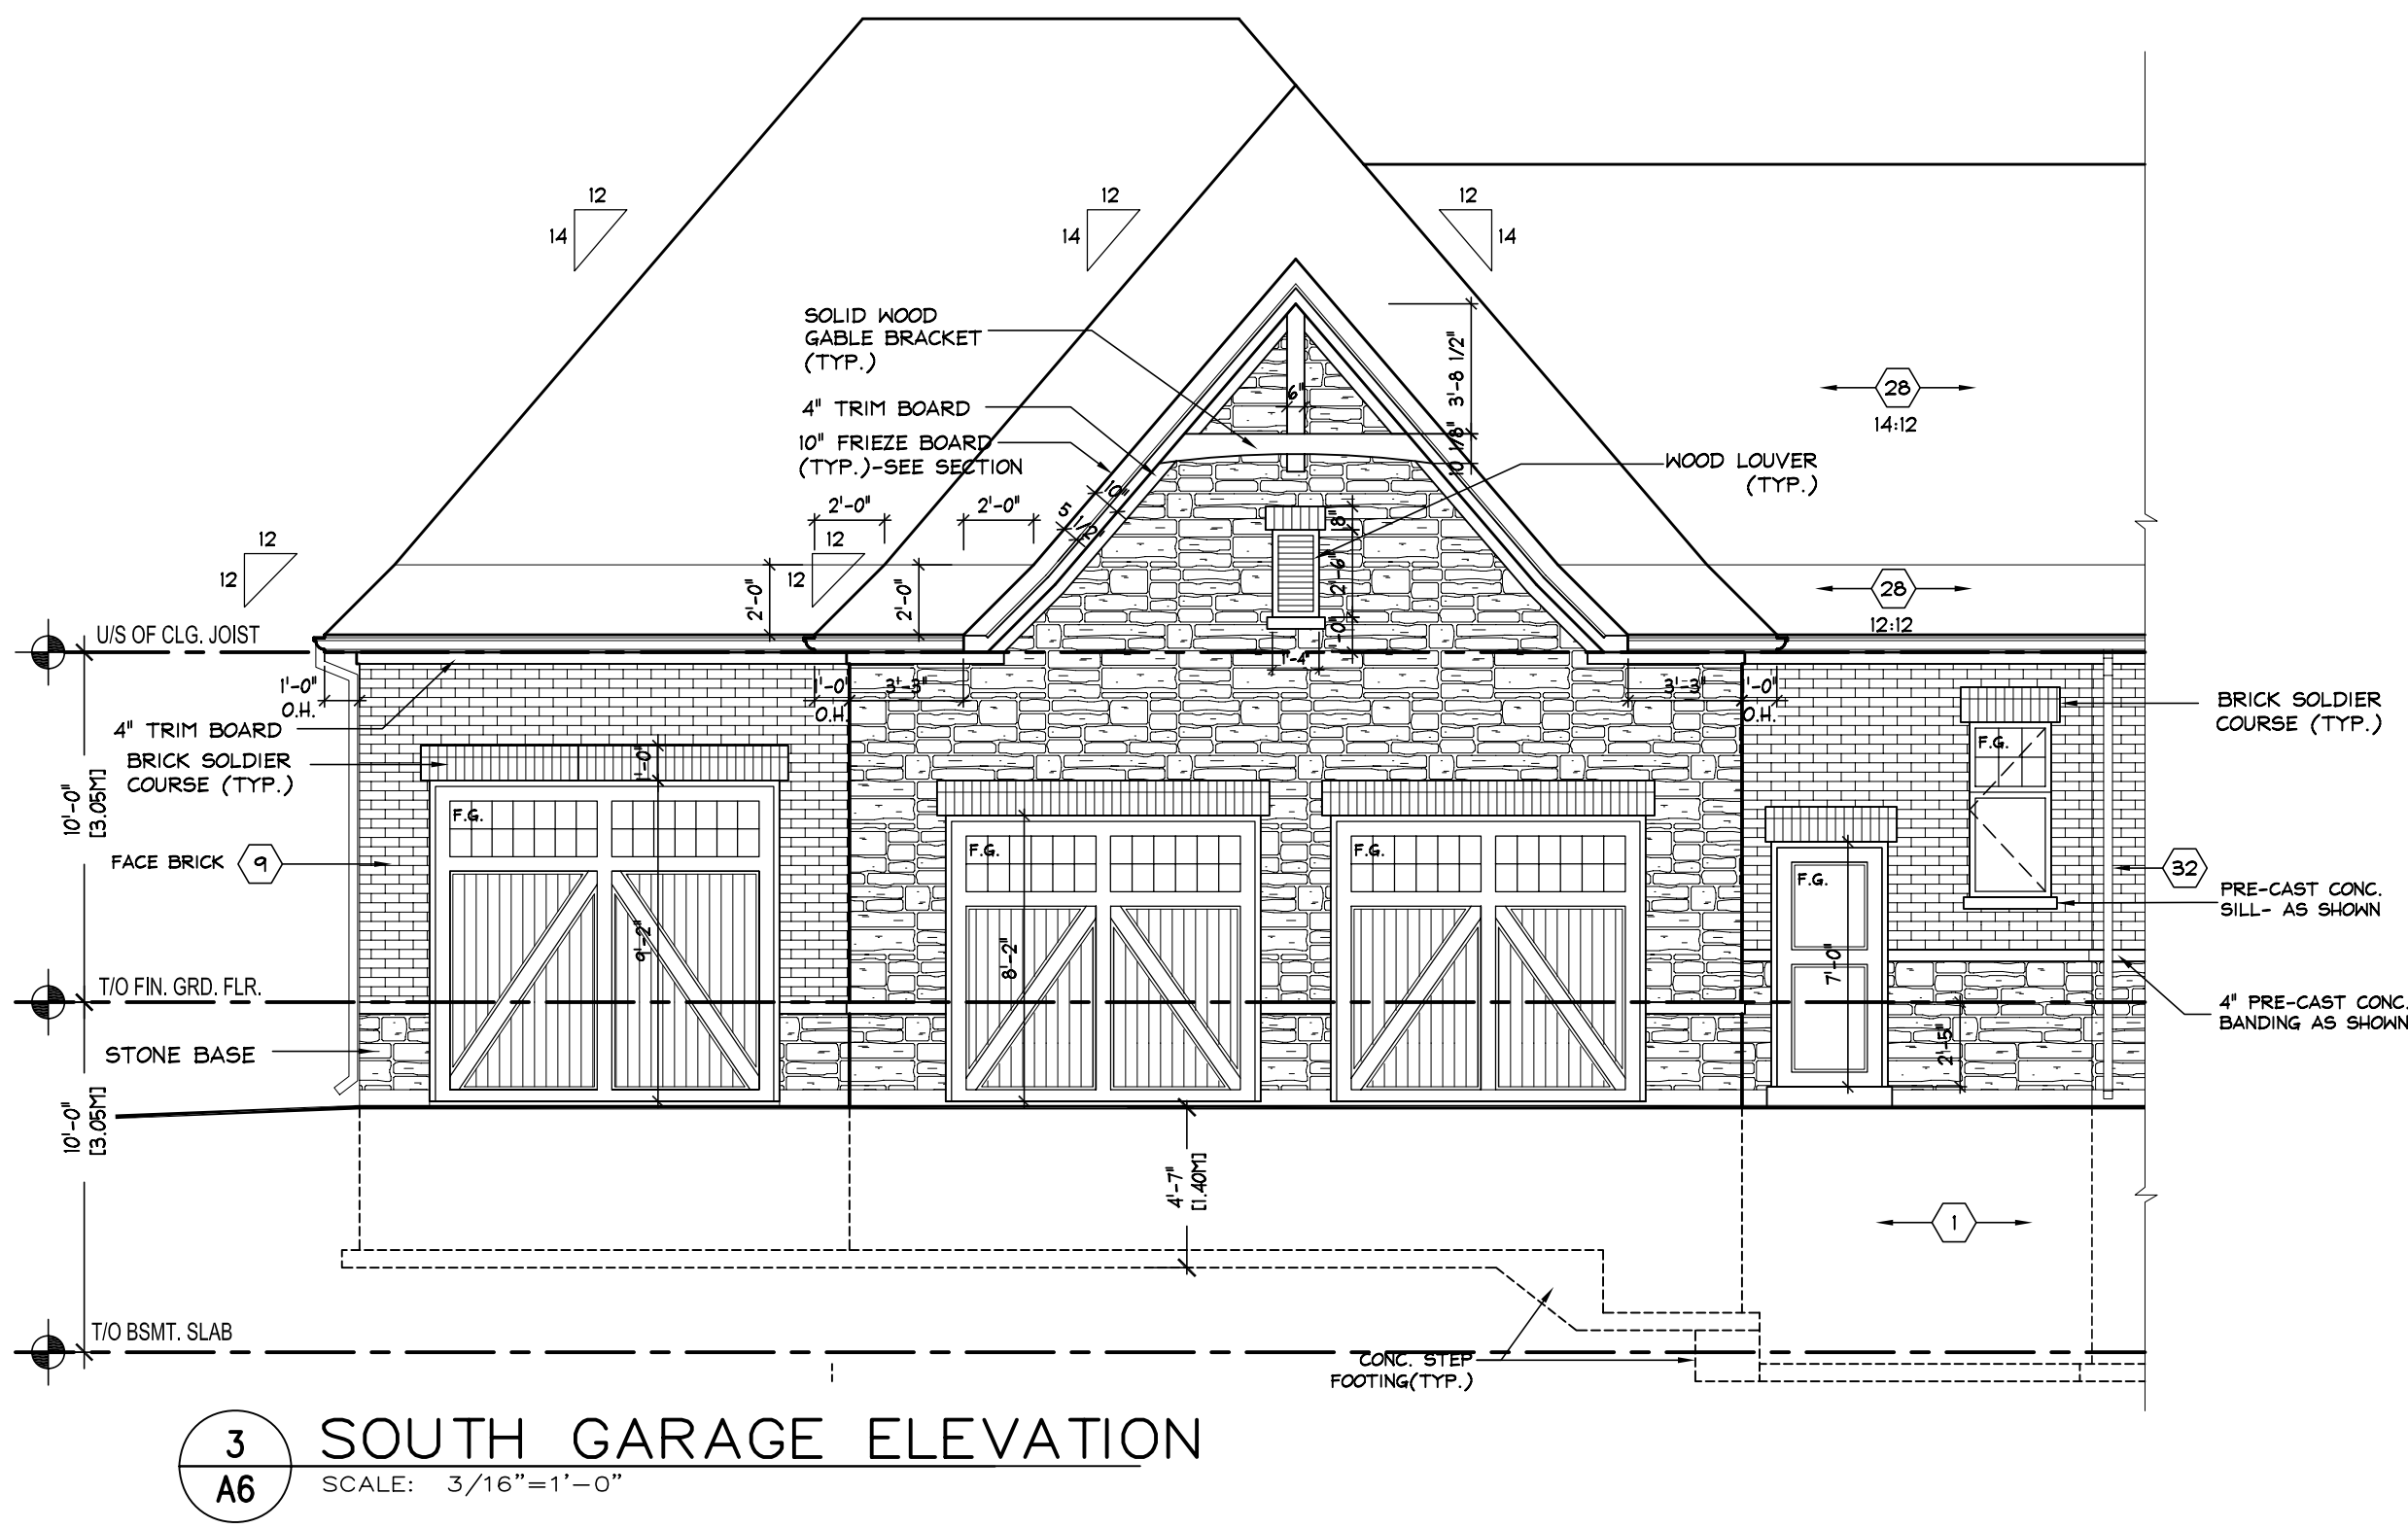 12
14
12
14
12
14
SOLID WOOD
GABLE BRACKET
(TYP.)
3'-8 1/2"
6"
28
14:12
4" TRIM BOARD
10" FRIEZE BOARD
(TYP.)-SEE SECTION
10 1/8"
WOOD LOUVER
(TYP.)
10"
5 1/2"
2'-0"
2'-0"
8"
12
12
12
12
2'-0"
2'-0"
2'-6"
28
12:12
U/S OF CLG. JOIST
1'-0"
1'-4"
1'-0"
O.H.
1'-0"
O.H.
3'-3"
3'-3"
1'-0"
O.H.
4" TRIM BOARD
BRICK SOLDIER
COURSE (TYP.)
1'-0"
BRICK SOLDIER
COURSE (TYP.)
F.G.
10'-0"
[3.05M]
F.G.
F.G.
F.G.
F.G.
FACE BRICK
9
32
PRE-CAST CONC.
SILL- AS SHOWN
9'-2"
8'-2"
7'-0"
T/O FIN. GRD. FLR.
4" PRE-CAST CONC.
BANDING AS SHOWN
2'-5"
STONE BASE
10'-0"
[3.05M]
4'-7"
[1.40M]
1
T/O BSMT. SLAB
CONC. STEP
FOOTING(TYP.)
3
A6
SOUTH GARAGE ELEVATION
SCALE: 3/16"=1'-0"